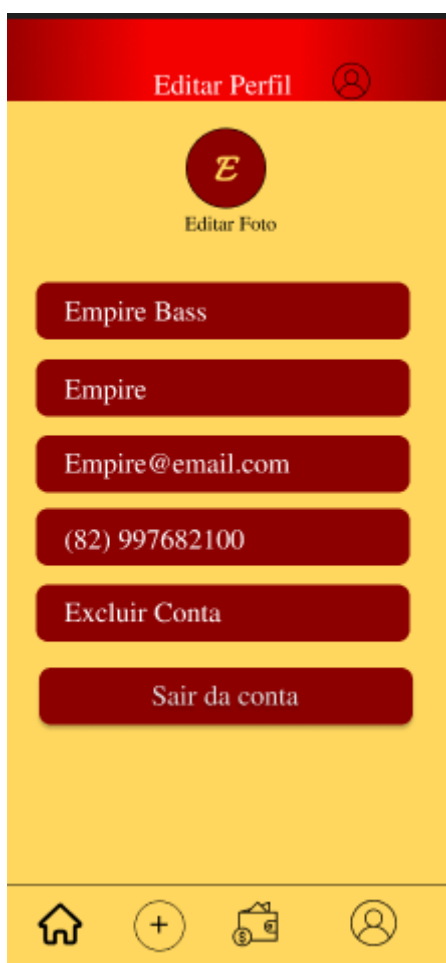 Editar Perfil
E
Editar Foto
Empire Bass
Empire
Empire@email.com
(82) 997682100
Excluir Conta
Sair da conta